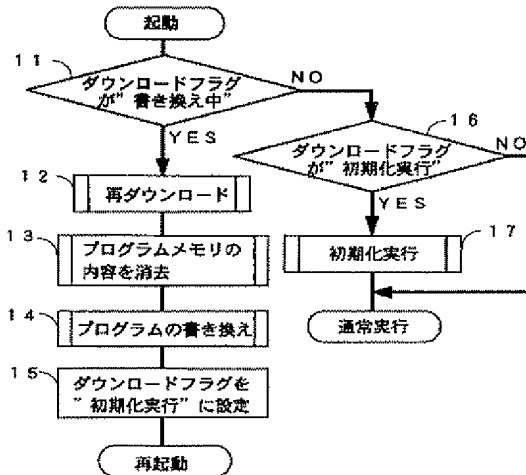 起動
11
ダウンロードフラグ
が"書き換え中"
NO
YES
16
ダウンロードフラグ
が"初期化実行"
NO
YES
12
再ダウンロード
13
プログラムメモリの
内容を消去
17
初期化実行
14
プログラムの書き換え
通常実行
15
ダウンロードフラグを
"初期化実行"に設定
再起動